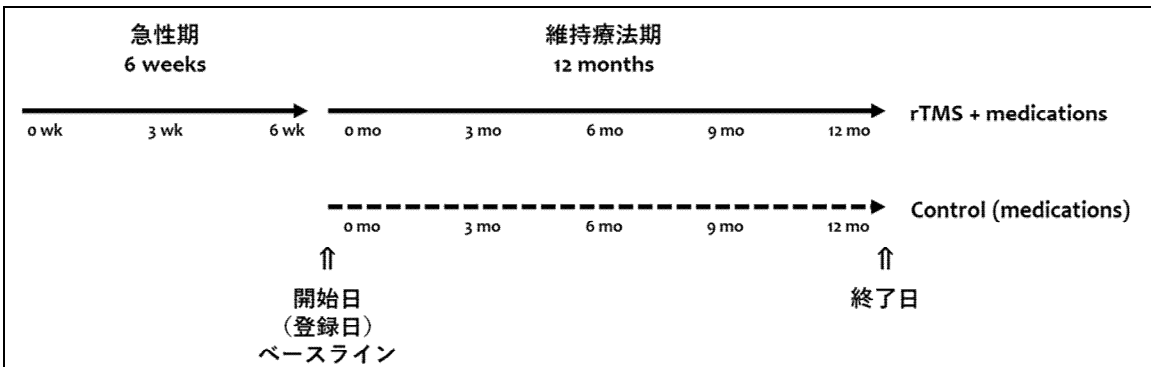 急性期
6 weeks
維持療法期
12 months
0 wk 3 wk 6 wk 0 mo 3 mo 6 mo 9 mo 12 mo rTMS + medications
0 mo 3 mo 6 mo 9 mo 12 mo Control (medications)
⇑ ⇑
開始日
（登録日）
ベースライン
終了日